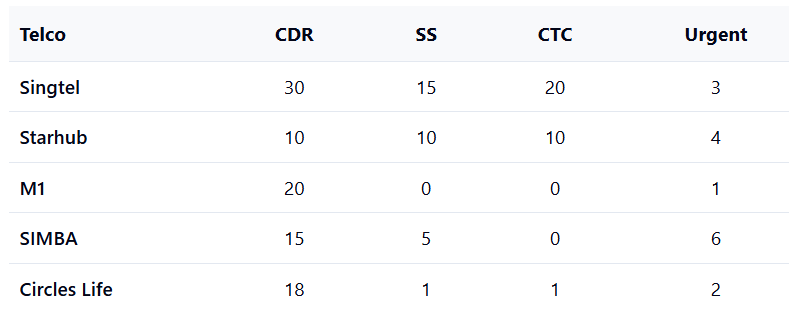 Telco CDR SS CTC Urgent
Singtel 30 15 20 3
Starhub 10 10 10 4
M1 20 0 0 1
SIMBA 15 5 0 6
Circles Life 18 1 1 2